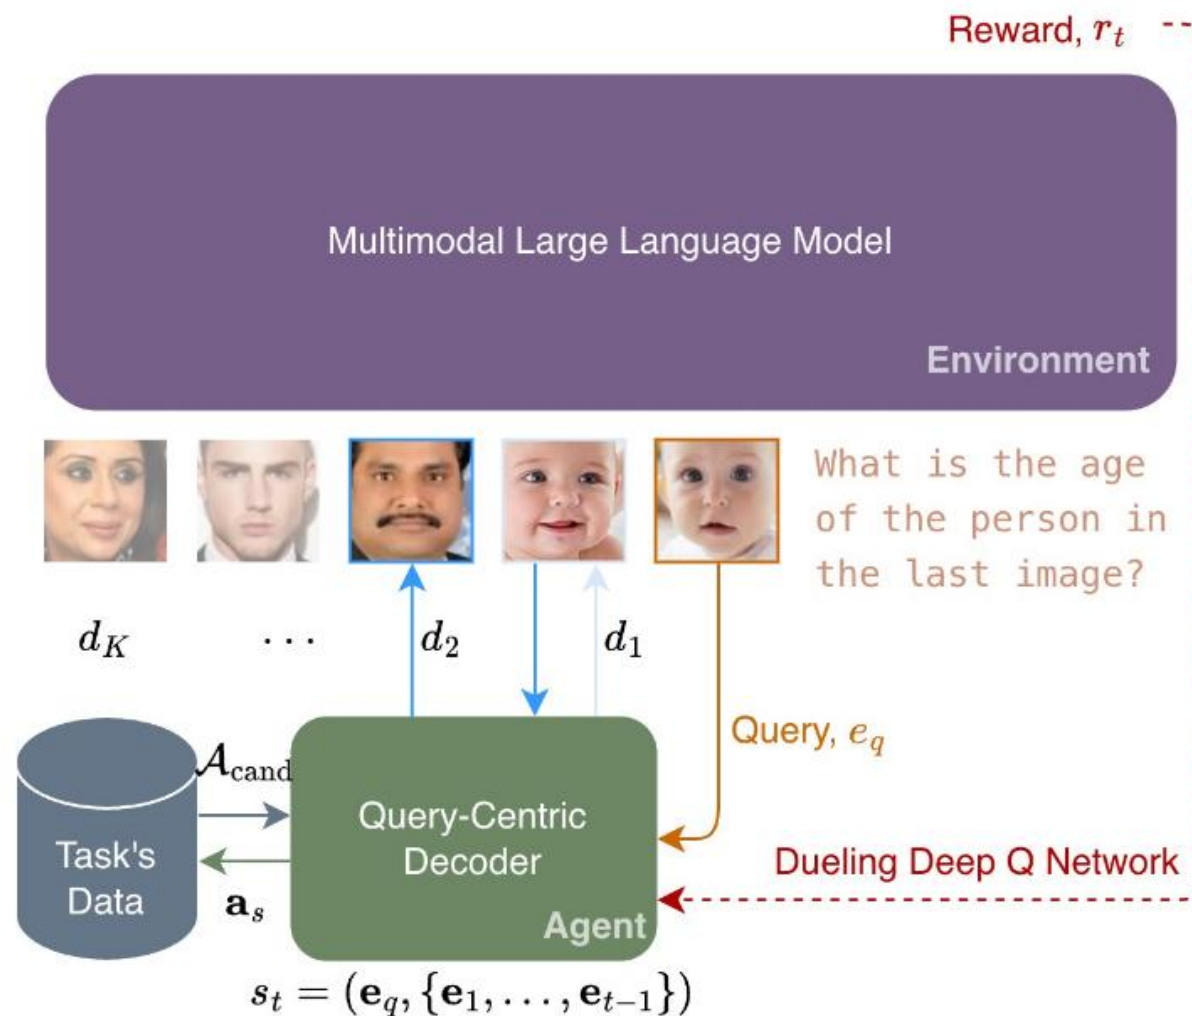 Reward, r_t
Multimodal Large Language Model
Environment
What is the age
of the person in
the last image?
d_K
. . .
d_2
d_1
Query, e_q
𝒜_cand
Query-Centric
Decoder
Task's
Data
Dueling Deep Q Network
a_s
Agent
s_t = (e_q, {e_1, . . . , e_{t−1}})